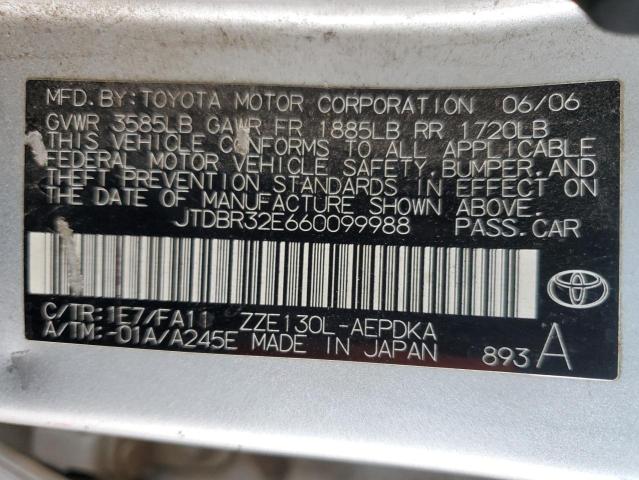 MFD.BY:TOYOTA MOTOR CORPORATION 06/06
GVWR 3585LB GAWR FR 1885LB RR 1720LB
THIS VEHICLE CONFORMS TO ALL APPLICABLE
FEDERAL MOTOR VEHICLE SAFETY, BUMPER, AND
THEFT PREVENTION STANDARDS IN EFFECT ON
THE DATE OF MANUFACTURE SHOWN ABOVE.
JTDBR32E660099988 PASS.CAR
C/TR:1E7/FA11 ZZE130L-AEPDKA
A/TM:-01A/A245E MADE IN JAPAN 893 A
TOYOTA